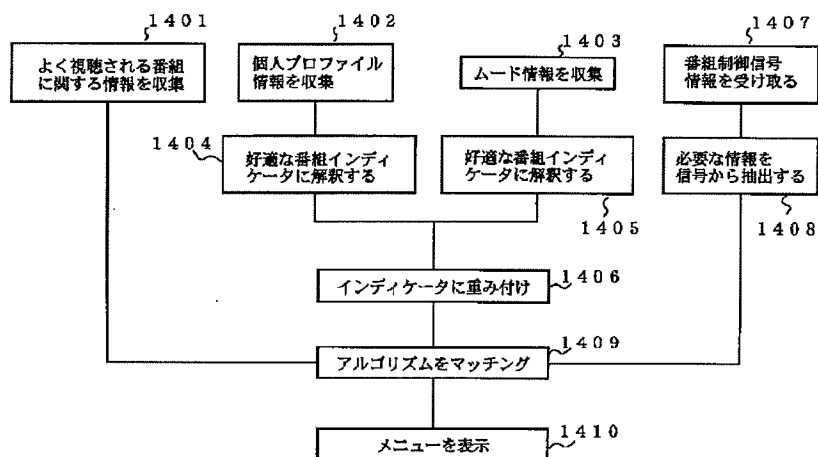 1401
よく視聴される番組
に関する情報を収集
1402
個人プロファイル
情報を収集
1403
ムード情報を収集
1407
番組制御信号
情報を受け取る
1404
好適な番組インディ
ケータに解釈する
好適な番組インディ
ケータに解釈する
1405
必要な情報を
信号から抽出する
1408
インディケータに重み付け
1406
アルゴリズムをマッチング
1409
メニューを表示
1410